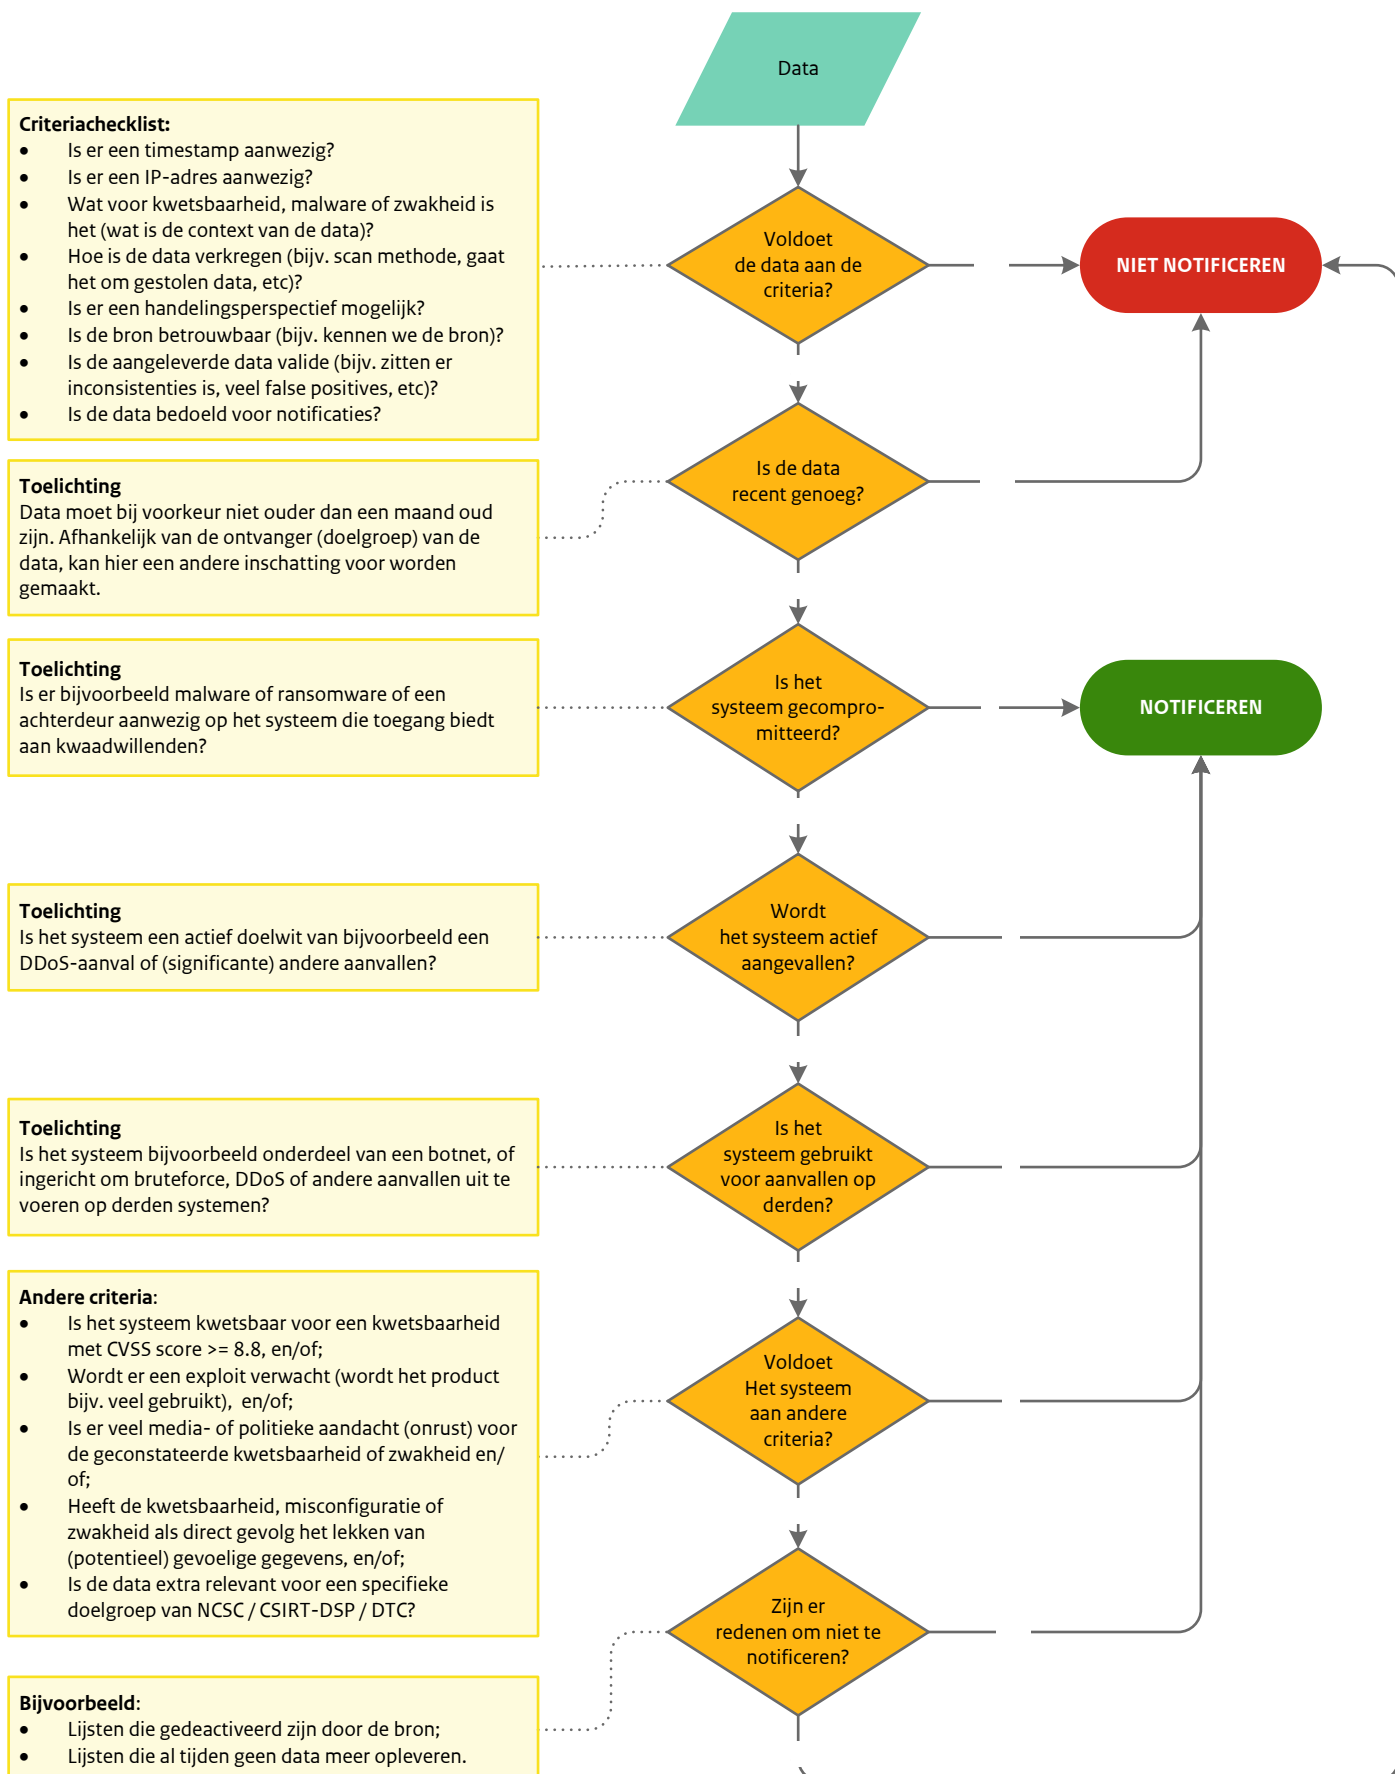 Data
Criteriachecklist:
• Is er een timestamp aanwezig?
• Is er een IP-adres aanwezig?
• Wat voor kwetsbaarheid, malware of zwakheid is
het (wat is de context van de data)?
• Hoe is de data verkregen (bijv. scan methode, gaat
het om gestolen data, etc)?
• Is er een handelingsperspectief mogelijk?
• Is de bron betrouwbaar (bijv. kennen we de bron)?
• Is de aangeleverde data valide (bijv. zitten er
inconsistenties is, veel false positives, etc)?
• Is de data bedoeld voor notificaties?
Voldoet
de data aan de
criteria?
NIET NOTIFICEREN
Toelichting
Data moet bij voorkeur niet ouder dan een maand oud
zijn. Afhankelijk van de ontvanger (doelgroep) van de
data, kan hier een andere inschatting voor worden
gemaakt.
Is de data
recent genoeg?
Toelichting
Is er bijvoorbeeld malware of ransomware of een
achterdeur aanwezig op het systeem die toegang biedt
aan kwaadwillenden?
Is het
systeem gecompro-
mitteerd?
NOTIFICEREN
Toelichting
Is het systeem een actief doelwit van bijvoorbeeld een
DDoS-aanval of (significante) andere aanvallen?
Wordt
het systeem actief
aangevallen?
Toelichting
Is het systeem bijvoorbeeld onderdeel van een botnet, of
ingericht om bruteforce, DDoS of andere aanvallen uit te
voeren op derden systemen?
Is het
systeem gebruikt
voor aanvallen op
derden?
Andere criteria:
• Is het systeem kwetsbaar voor een kwetsbaarheid
met CVSS score >= 8.8, en/of;
• Wordt er een exploit verwacht (wordt het product
bijv. veel gebruikt), en/of;
• Is er veel media- of politieke aandacht (onrust) voor
de geconstateerde kwetsbaarheid of zwakheid en/
of;
• Heeft de kwetsbaarheid, misconfiguratie of
zwakheid als direct gevolg het lekken van
(potentieel) gevoelige gegevens, en/of;
• Is de data extra relevant voor een specifieke
doelgroep van NCSC / CSIRT-DSP / DTC?
Voldoet
Het systeem
aan andere
criteria?
Zijn er
redenen om niet te
notificeren?
Bijvoorbeeld:
• Lijsten die gedeactiveerd zijn door de bron;
• Lijsten die al tijden geen data meer opleveren.